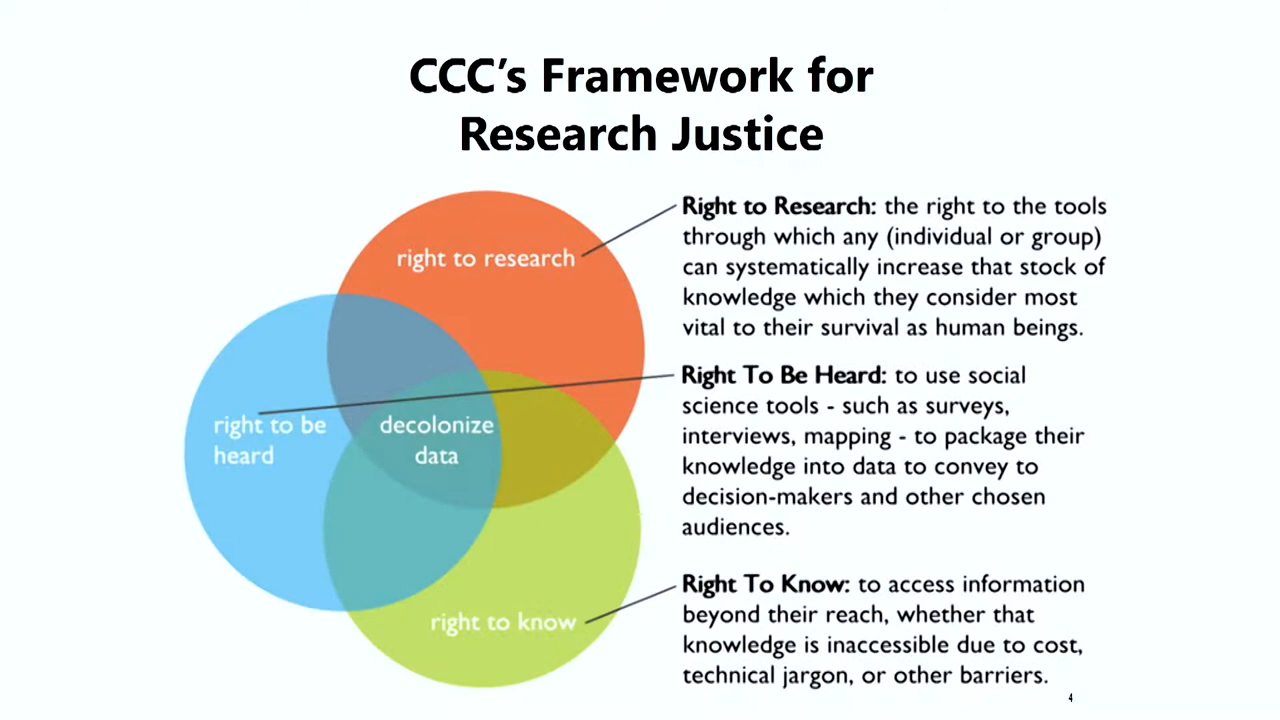 CCC’s Framework for
Research Justice
right to research
right to be
heard
decolonize
data
right to know
Right to Research: the right to the tools
through which any (individual or group)
can systematically increase that stock of
knowledge which they consider most
vital to their survival as human beings.
Right To Be Heard: to use social
science tools - such as surveys,
interviews, mapping - to package their
knowledge into data to convey to
decision-makers and other chosen
audiences.
Right To Know: to access information
beyond their reach, whether that
knowledge is inaccessible due to cost,
technical jargon, or other barriers.
4